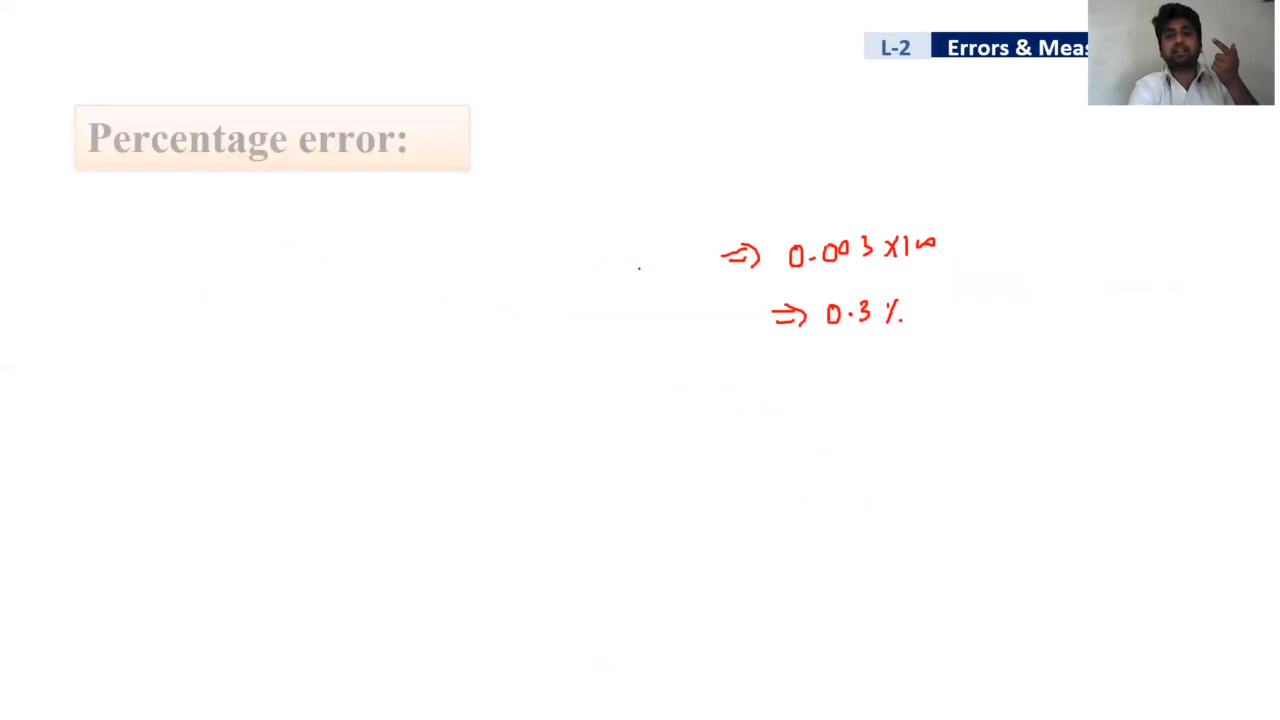 L-2 Errors & Meas
Percentage error:
⇒ 0.003 × 100
⇒ 0.3 %